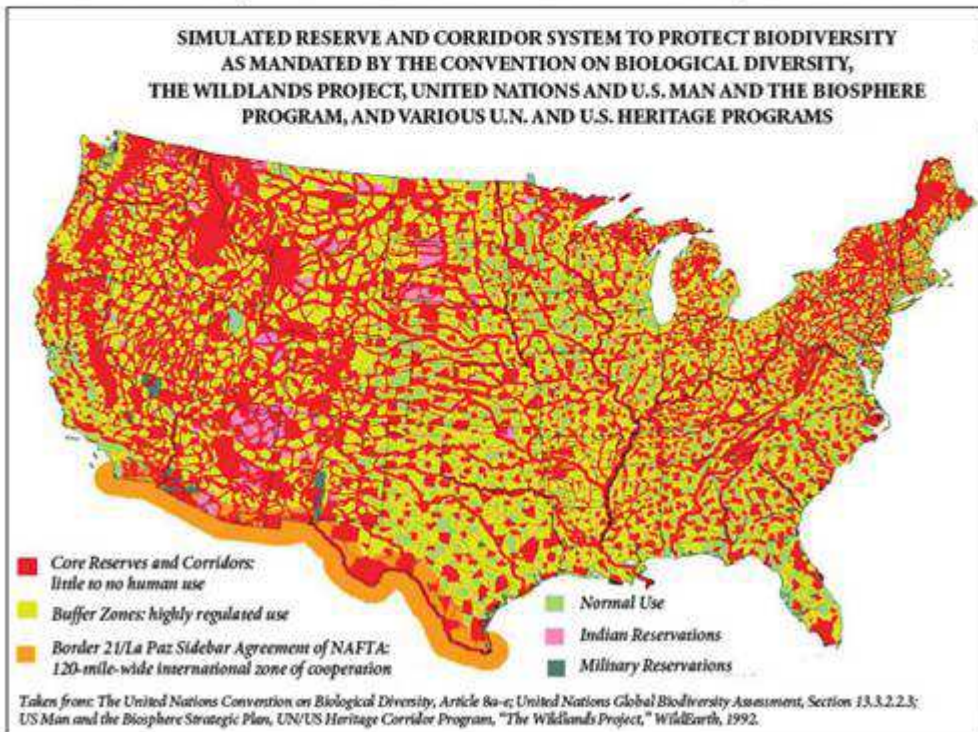 SIMULATED RESERVE AND CORRIDOR SYSTEM TO PROTECT BIODIVERSITY
AS MANDATED BY THE CONVENTION ON BIOLOGICAL DIVERSITY,
THE WILDLANDS PROJECT, UNITED NATIONS AND U.S. MAN AND THE BIOSPHERE
PROGRAM, AND VARIOUS U.N. AND U.S. HERITAGE PROGRAMS
Core Reserves and Corridors:
little to no human use
Buffer Zones: highly regulated use
Border 21/La Paz Sidebar Agreement of NAFTA:
120-mile-wide international zone of cooperation
Normal Use
Indian Reservations
Military Reservations
Taken from: The United Nations Convention on Biological Diversity, Article 8a-e; United Nations Global Biodiversity Assessment, Section 13.3.2.2.3;
US Man and the Biosphere Strategic Plan, UN/US Heritage Corridor Program, "The Wildlands Project," WildEarth, 1992.